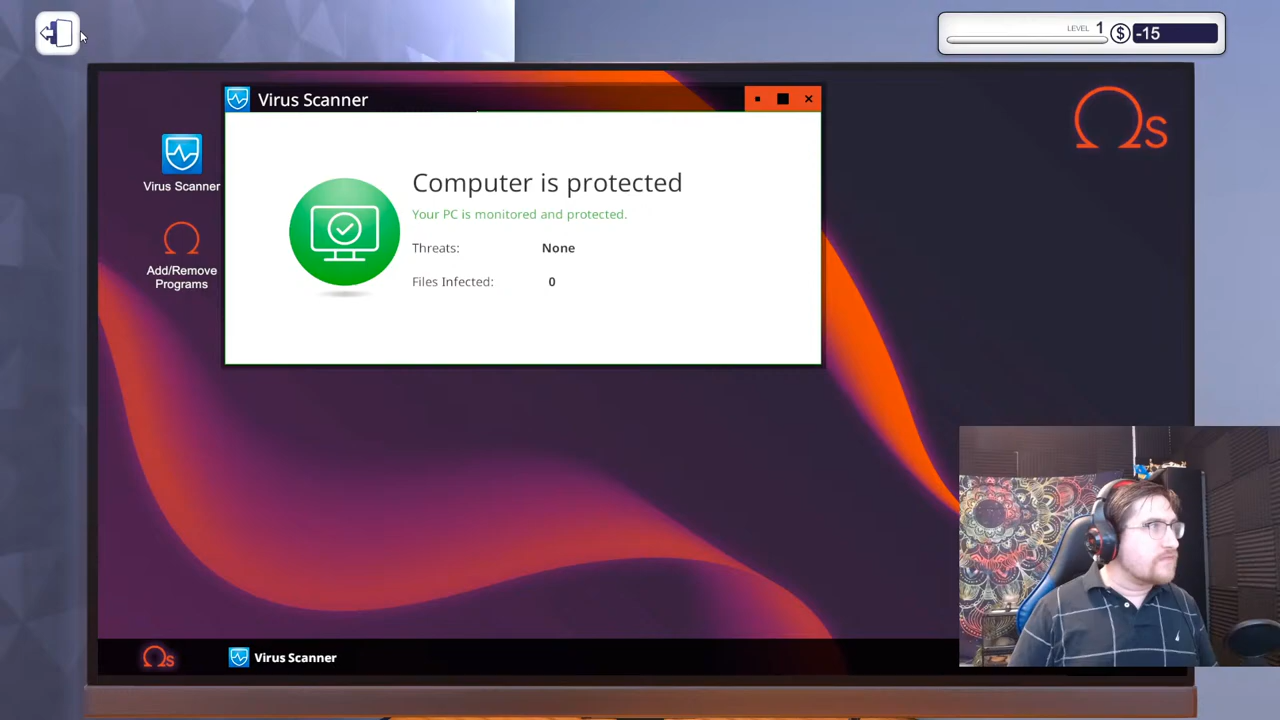 LEVEL 1 $ -15
Virus Scanner
Ωs
Virus Scanner
Computer is protected
Your PC is monitored and protected.
Threats: None
Files Infected: 0
Add/Remove
Programs
Ωs Virus Scanner